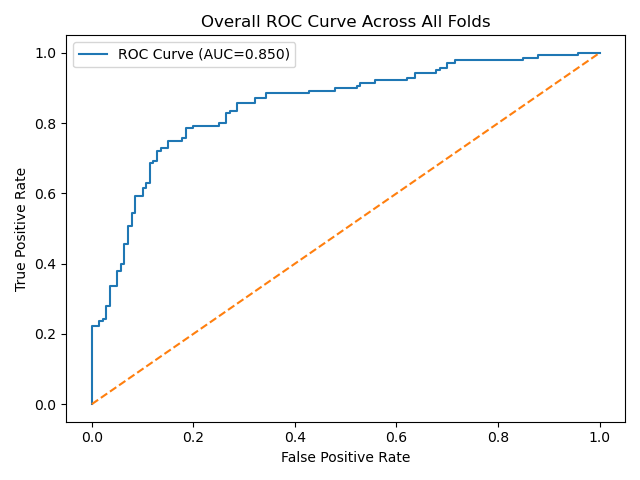 Overall ROC Curve Across All Folds
ROC Curve (AUC=0.850)
True Positive Rate
1.0
0.8
0.6
0.4
0.2
0.0
0.0 0.2 0.4 0.6 0.8 1.0
False Positive Rate